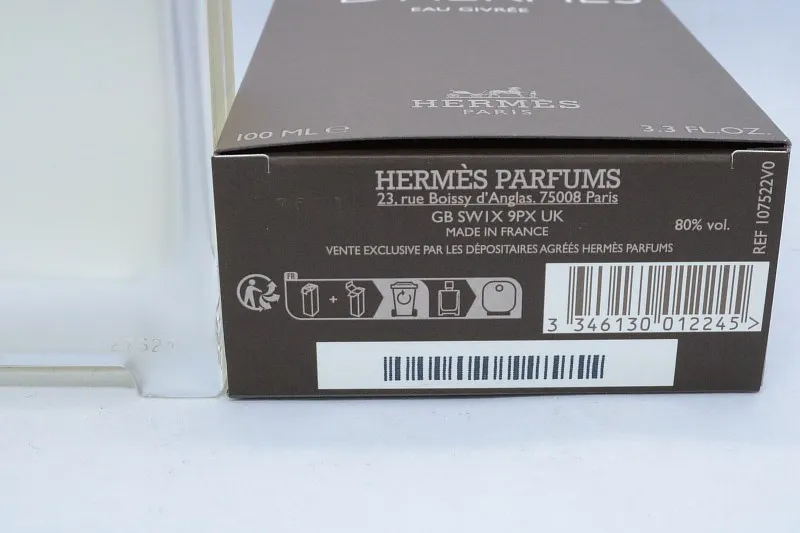 EAU GIVRÉE
HERMÈS
PARIS
100 ML ℮
3.3 FL.OZ.
HERMÈS PARFUMS
23, rue Boissy d'Anglas, 75008 Paris
GB SW1X 9PX UK
MADE IN FRANCE
80% vol.
VENTE EXCLUSIVE PAR LES DÉPOSITAIRES AGRÉÉS HERMÈS PARFUMS
REF 107522V0
FR
+
3 346130 012245 >